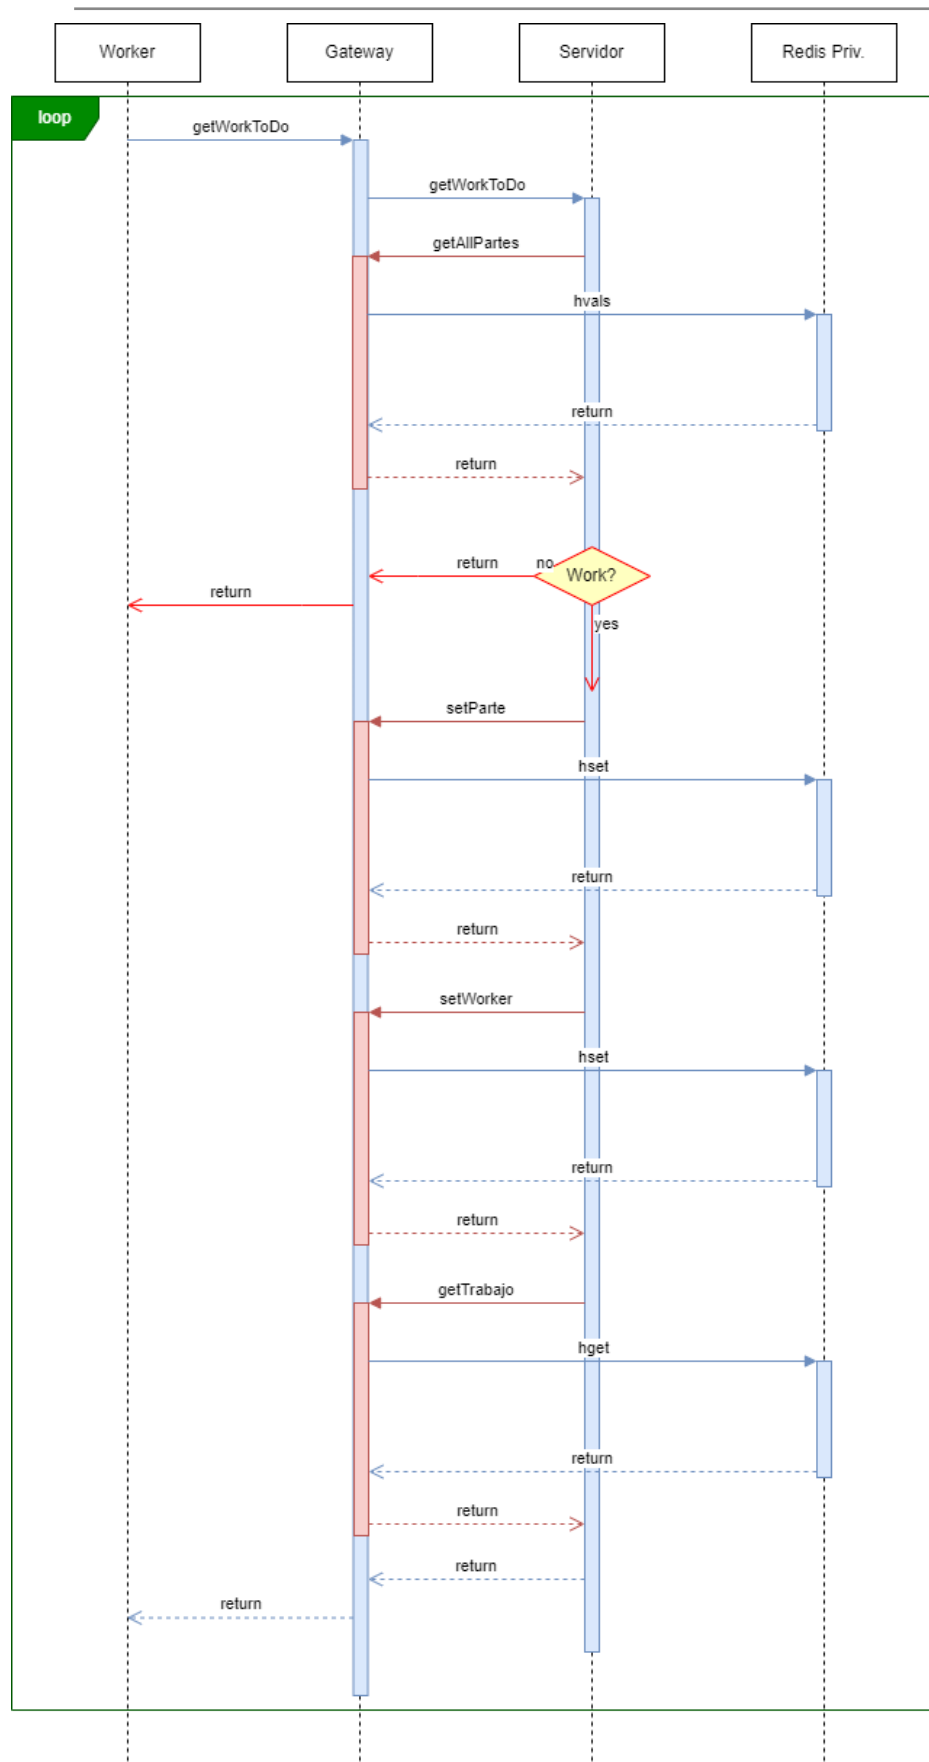 Worker
Gateway
Servidor
Redis Priv.
loop
getWorkToDo
getWorkToDo
getAllPartes
hvals
return
return
return
no
Work?
return
yes
setParte
hset
return
return
setWorker
hset
return
return
getTrabajo
hget
return
return
return
return